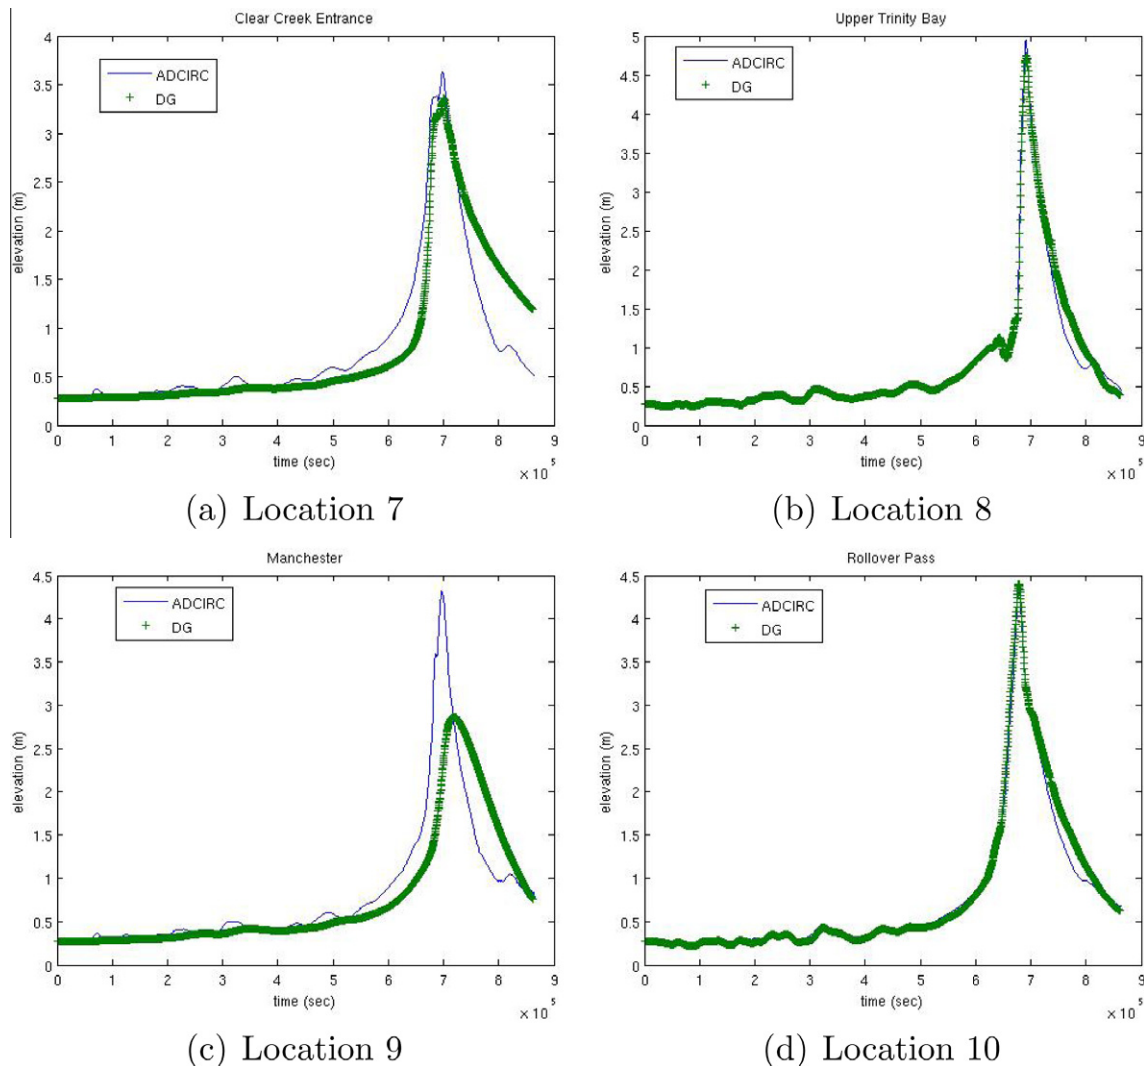 Clear Creek Entrance
4
3.5
3
2.5
2
1.5
1
0.5
0
elevation (m)
ADCIRC
DG
0 1 2 3 4 5 6 7 8 9
time (sec)
× 10 5
(a) Location 7
Upper Trinity Bay
5
4.5
4
3.5
3
2.5
2
1.5
1
0.5
0
elevation (m)
ADCIRC
DG
0 1 2 3 4 5 6 7 8 9
time (sec)
× 10 5
(b) Location 8
Manchester
4.5
4
3.5
3
2.5
2
1.5
1
0.5
0
elevation (m)
ADCIRC
DG
0 1 2 3 4 5 6 7 8 9
time (sec)
× 10 5
(c) Location 9
Rollover Pass
4.5
4
3.5
3
2.5
2
1.5
1
0.5
0
elevation (m)
ADCIRC
DG
0 1 2 3 4 5 6 7 8 9
time (sec)
× 10 5
(d) Location 10